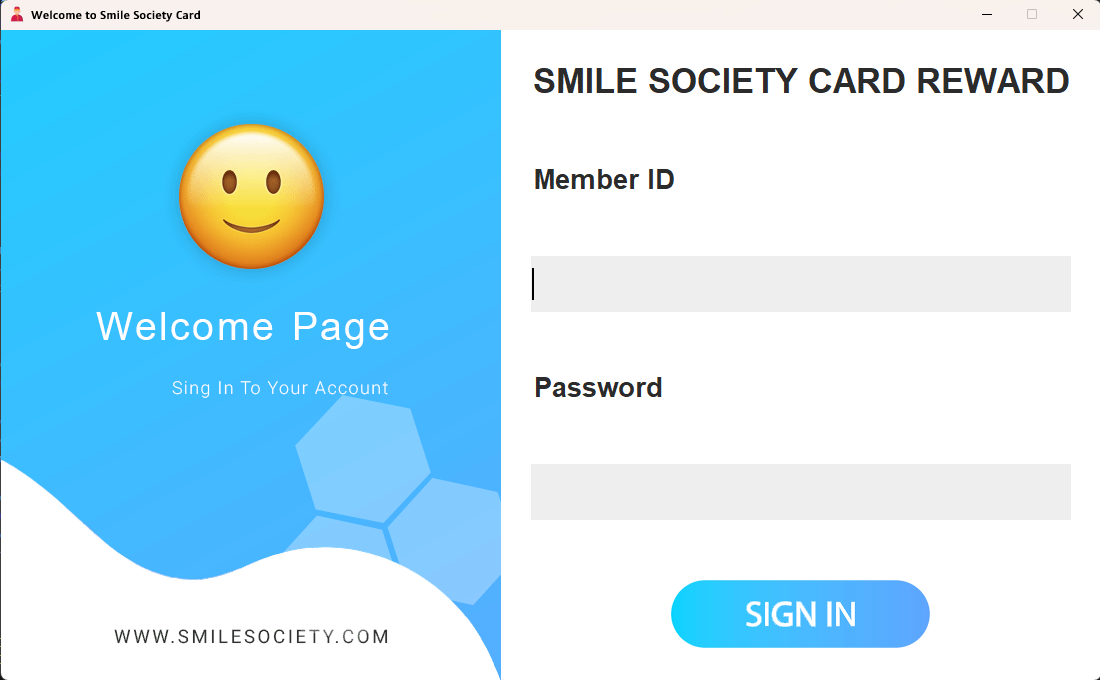 Welcome to Smile Society Card
Welcome Page
Sing In To Your Account
WWW.SMILESOCIETY.COM
SMILE SOCIETY CARD REWARD
Member ID
Password
SIGN IN